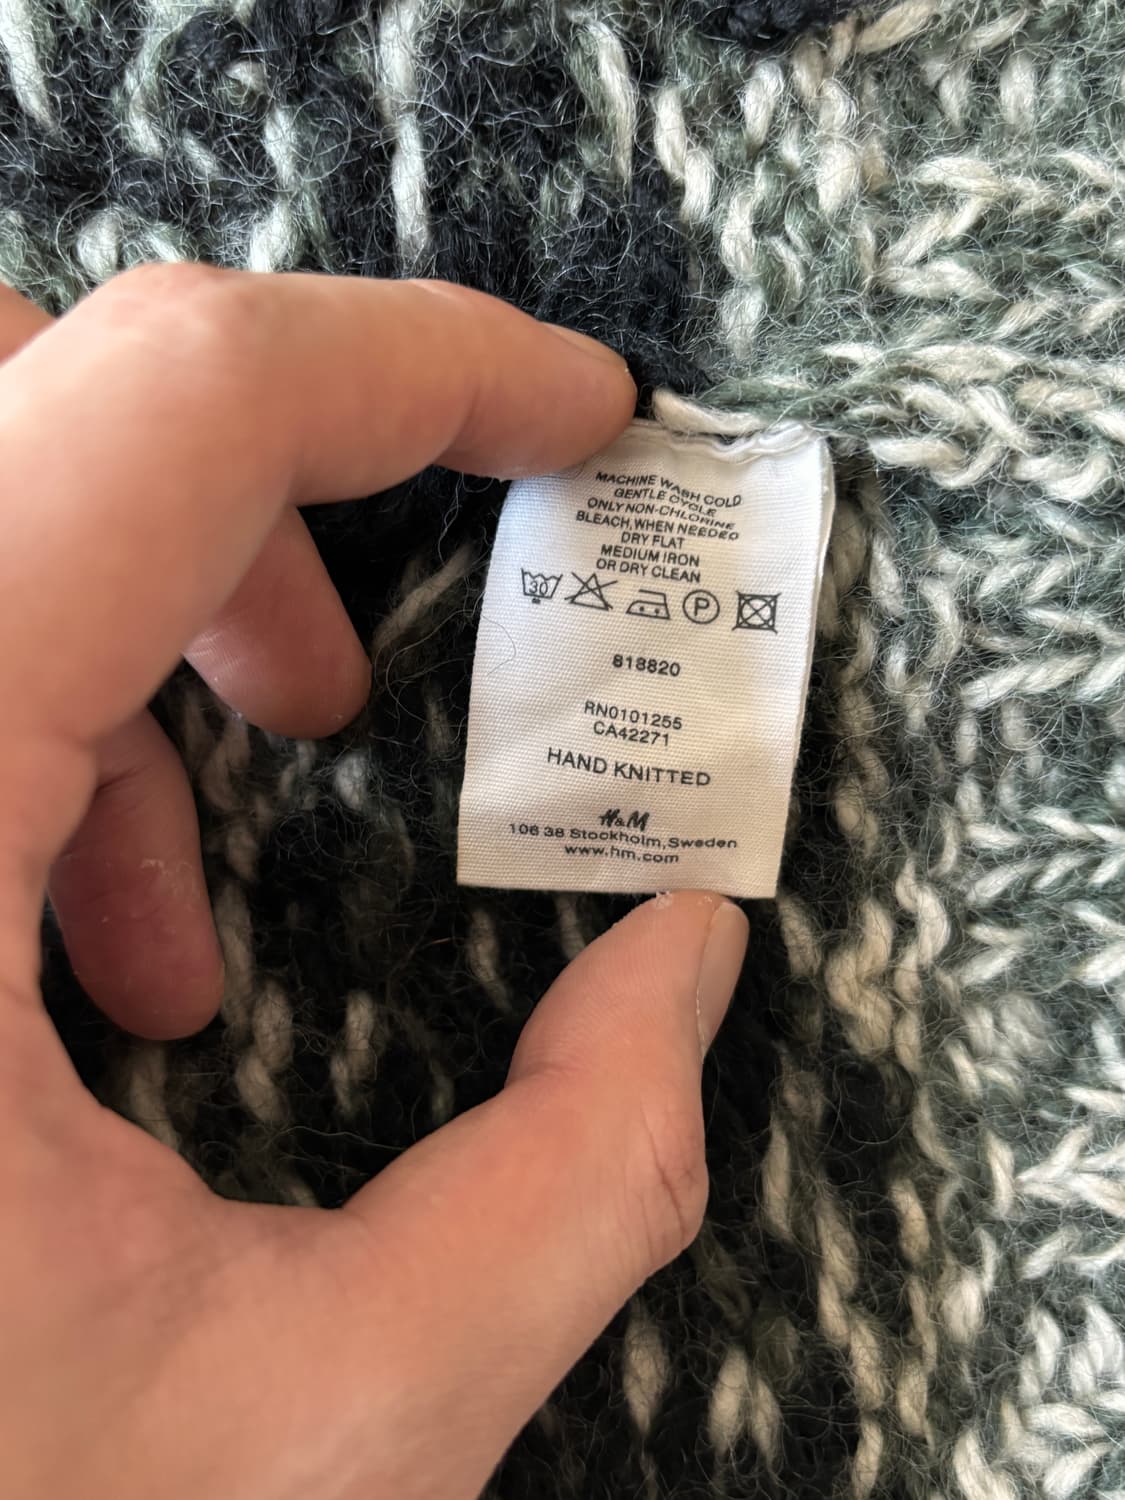 MACHINE WASH COLD
GENTLE CYCLE
ONLY NON-CHLORINE
BLEACH, WHEN NEEDED
DRY FLAT
MEDIUM IRON
OR DRY CLEAN
30 P
818820
RN0101255
CA42271
HAND KNITTED
H&M
106 38 Stockholm, Sweden
www.hm.com